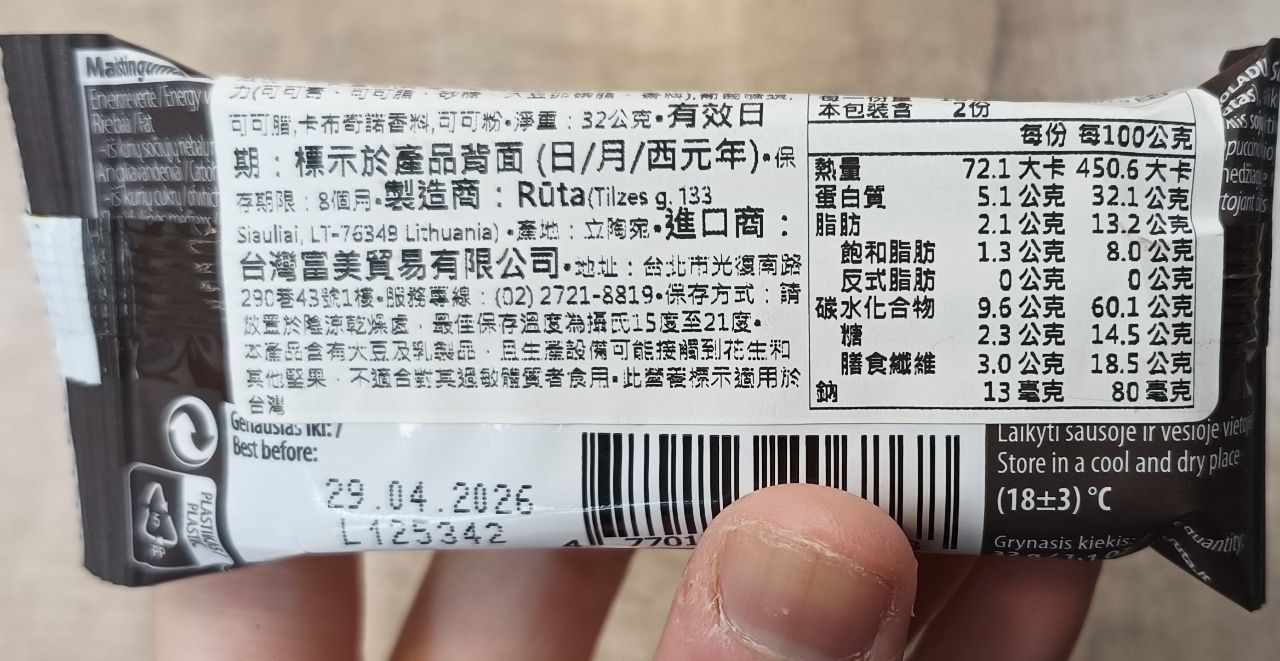 Energy
Riebalai / Fat
可可脂,卡布奇諾香料,可可粉•淨重：32公克•有效日
期：標示於產品背面 (日/月/西元年)•保
存期限：8個月•製造商：Rūta(Tilzes g. 133
Siauliai, LT-76349 Lithuania) •產地：立陶宛•進口商：
台灣富美貿易有限公司•地址：台北市光復南路
290巷43號1樓•服務專線：(02) 2721-8819•保存方式：請
放置於陰涼乾燥處，最佳保存溫度為攝氏15度至21度•
本產品含有大豆及乳製品，且生產設備可能接觸到花生和
其他堅果，不適合對其過敏體質者食用•此營養標示適用於
台灣
本包裝含 2份
每份 每100公克
熱量 72.1 大卡 450.6 大卡
蛋白質 5.1 公克 32.1 公克
脂肪 2.1 公克 13.2 公克
飽和脂肪 1.3 公克 8.0 公克
反式脂肪 0 公克 0 公克
碳水化合物 9.6 公克 60.1 公克
糖 2.3 公克 14.5 公克
膳食纖維 3.0 公克 18.5 公克
鈉 13 毫克 80 毫克
Geriausias iki: /
Best before:
29.04.2026
L125342
PLASTIKAS
PLASTIC
4 7701
Laikyti sausoje ir vėsioje vietoje
Store in a cool and dry place
(18±3) °C
Grynasis kiekis:
quantity